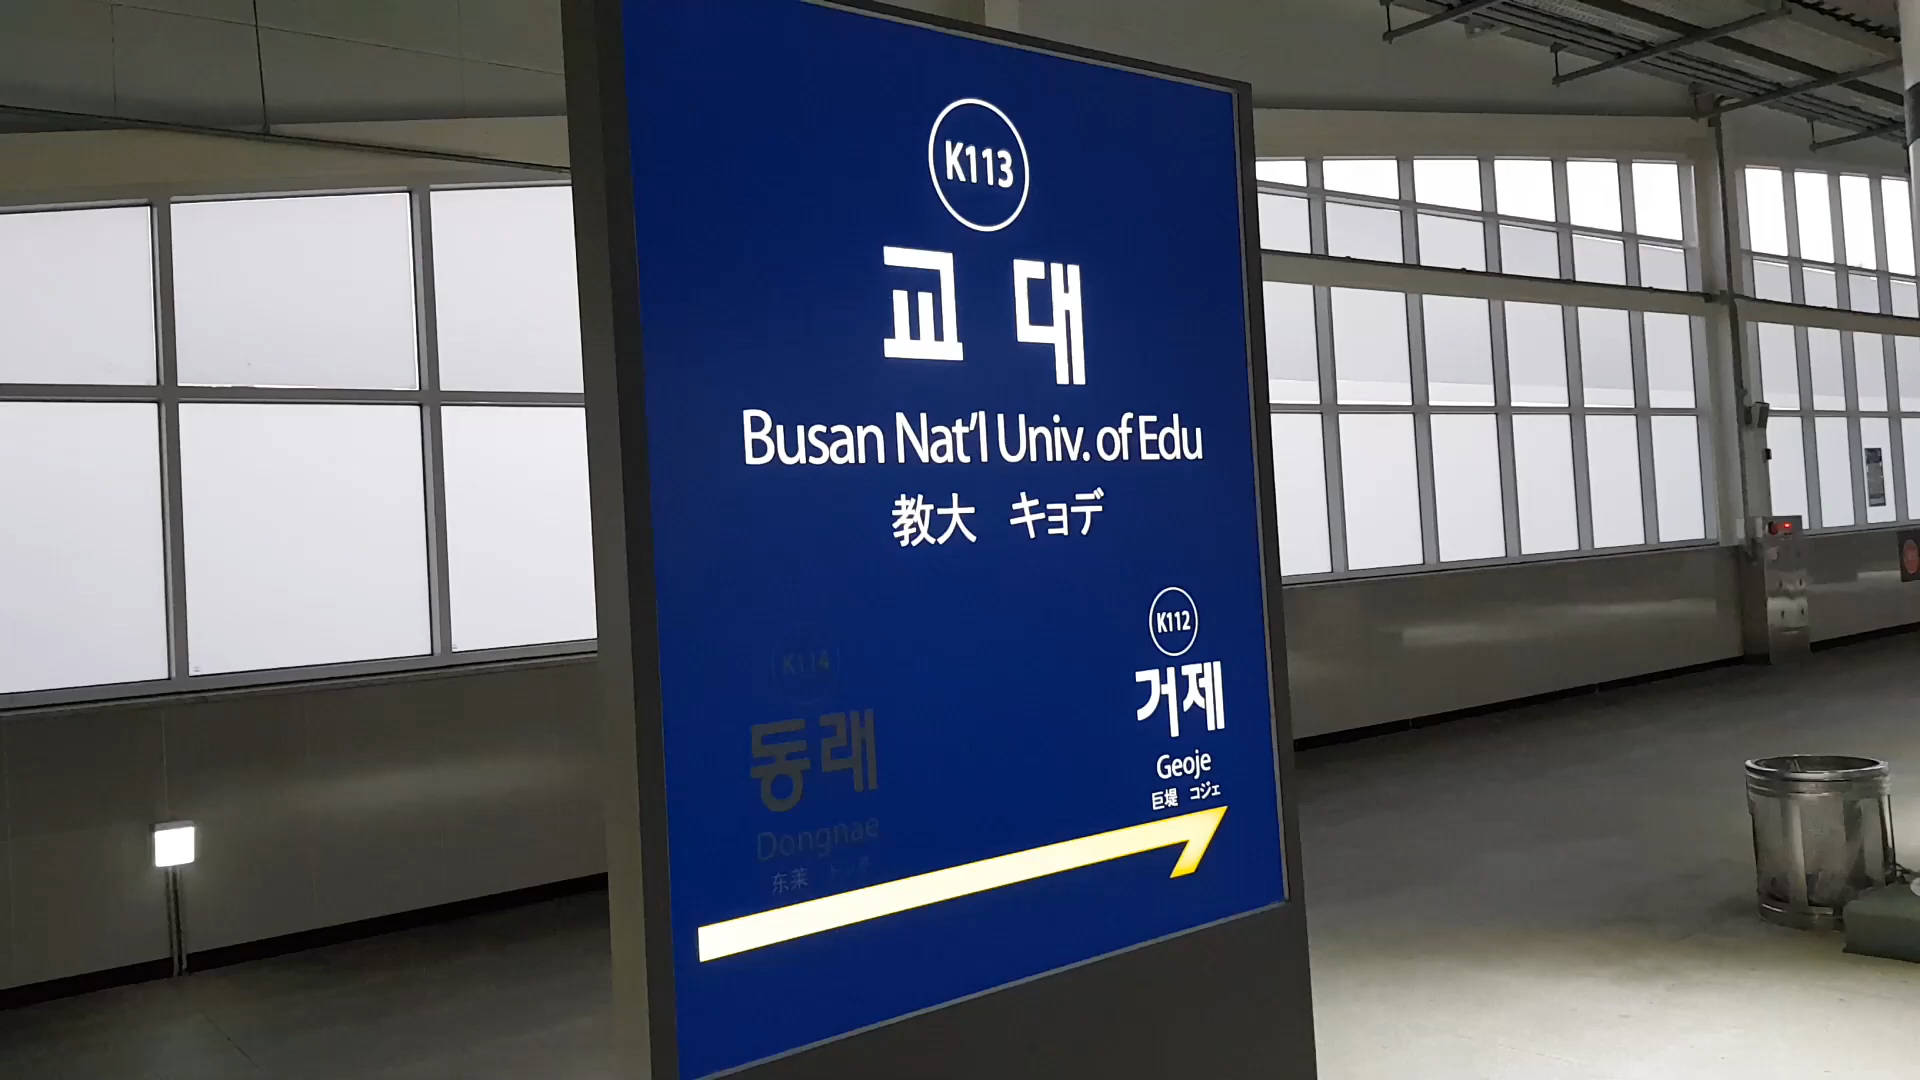 K113
교 대
Busan Nat'l Univ. of Edu
教大 キョデ
K114
동래
Dongnae
东莱
K112
거제
Geoje
巨堤 コジェ